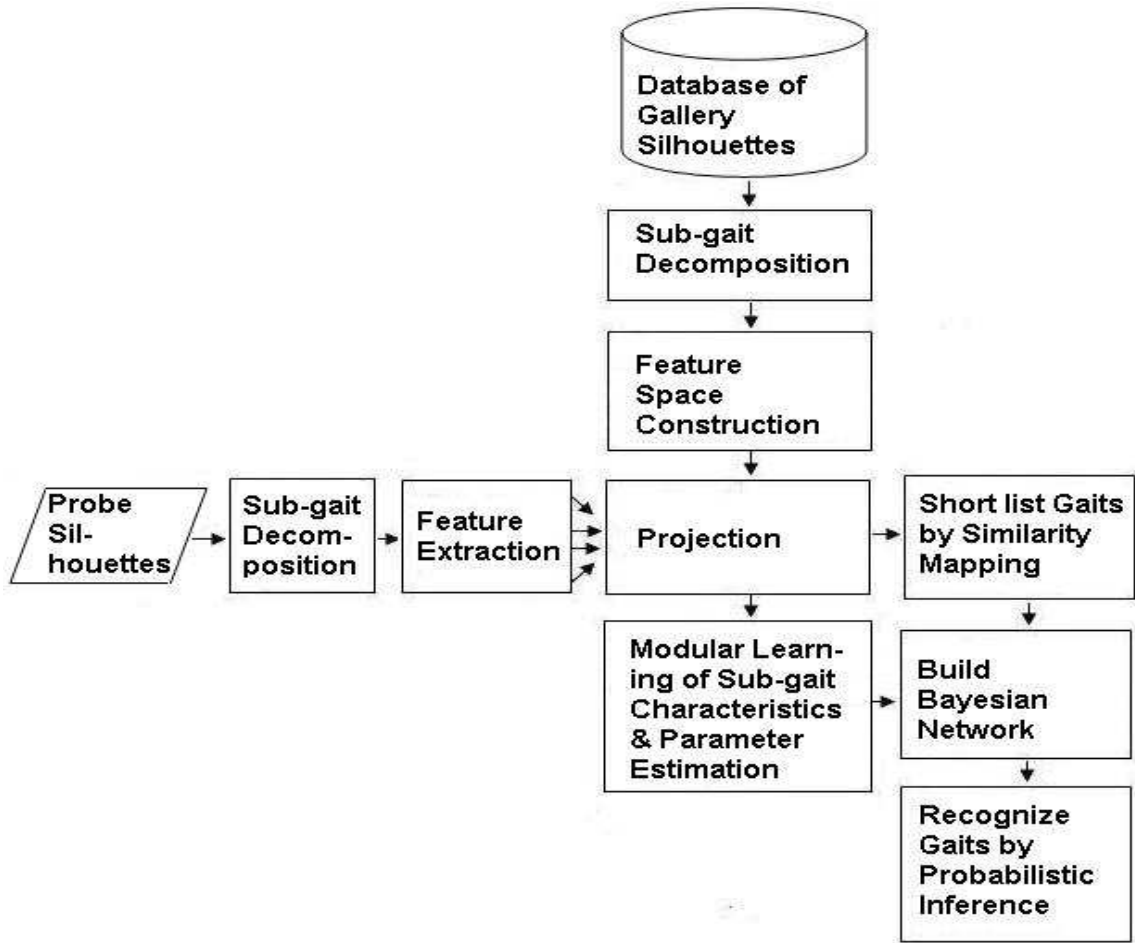 Database of
Gallery
Silhouettes
Sub-gait
Decomposition
Feature
Space
Construction
Probe
Sil-
houettes
Sub-gait
Decom-
position
Feature
Extraction
Projection
Short list Gaits
by Similarity
Mapping
Modular Learn-
ing of Sub-gait
Characteristics
& Parameter
Estimation
Build
Bayesian
Network
Recognize
Gaits by
Probabilistic
Inference